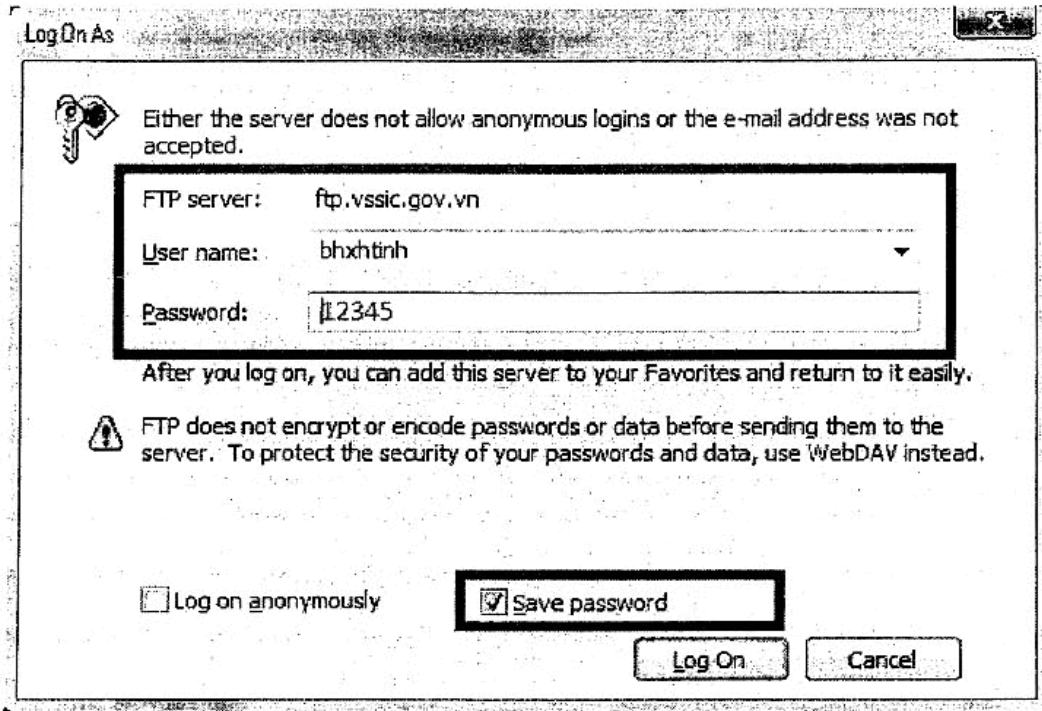 Log On As
Either the server does not allow anonymous logins or the e-mail address was not
accepted.
FTP server: ftp.vssic.gov.vn
User name: bhxhtinh
Password: 12345
After you log on, you can add this server to your Favorites and return to it easily.
FTP does not encrypt or encode passwords or data before sending them to the
server. To protect the security of your passwords and data, use WebDAV instead.
Log on anonymously
Save password
Log On Cancel